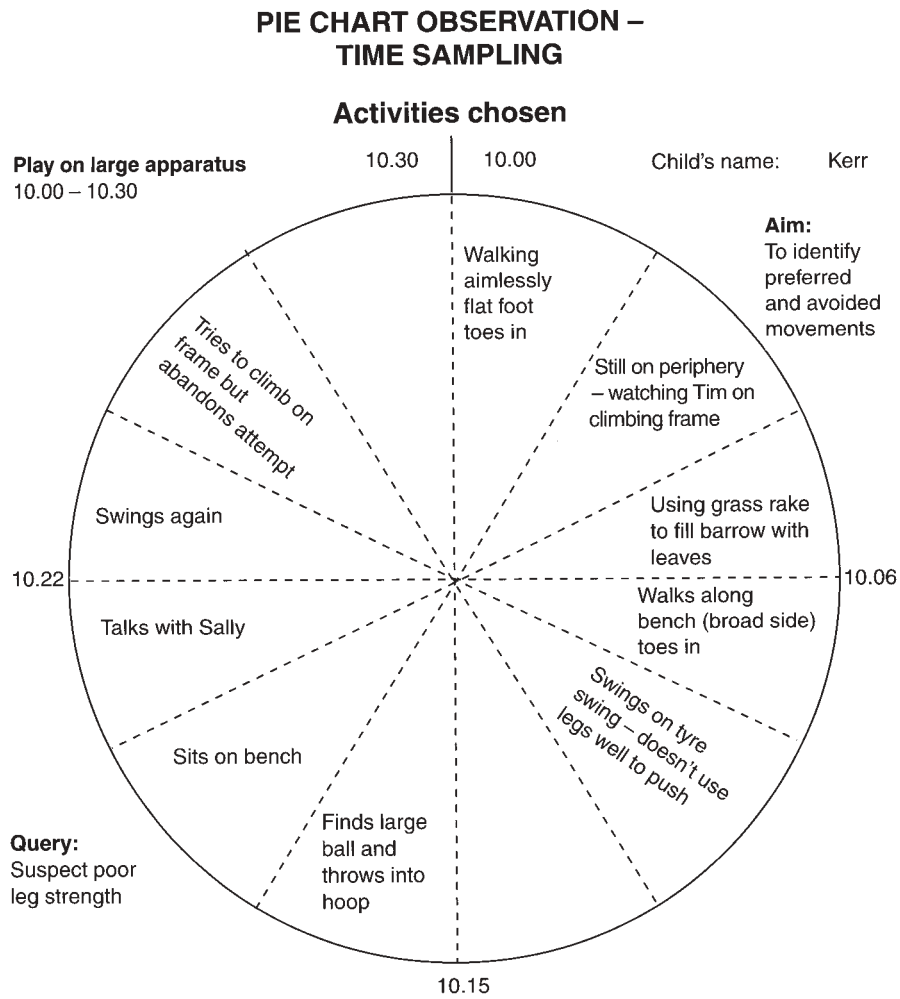 PIE CHART OBSERVATION –
TIME SAMPLING
Activities chosen
Play on large apparatus
10.00 – 10.30
10.30
10.00
Child's name: Kerr
Aim:
To identify
preferred
and avoided
movements
Walking
aimlessly
flat foot
toes in
Still on periphery
– watching Tim on
climbing frame
Using grass rake
to fill barrow with
leaves
10.06
Walks along
bench (broad side)
toes in
Swings on tyre
swing – doesn't use
legs well to push
10.15
Finds large
ball and
throws into
hoop
Sits on bench
Talks with Sally
10.22
Swings again
Tries to climb on
frame but
abandons attempt
Query:
Suspect poor
leg strength